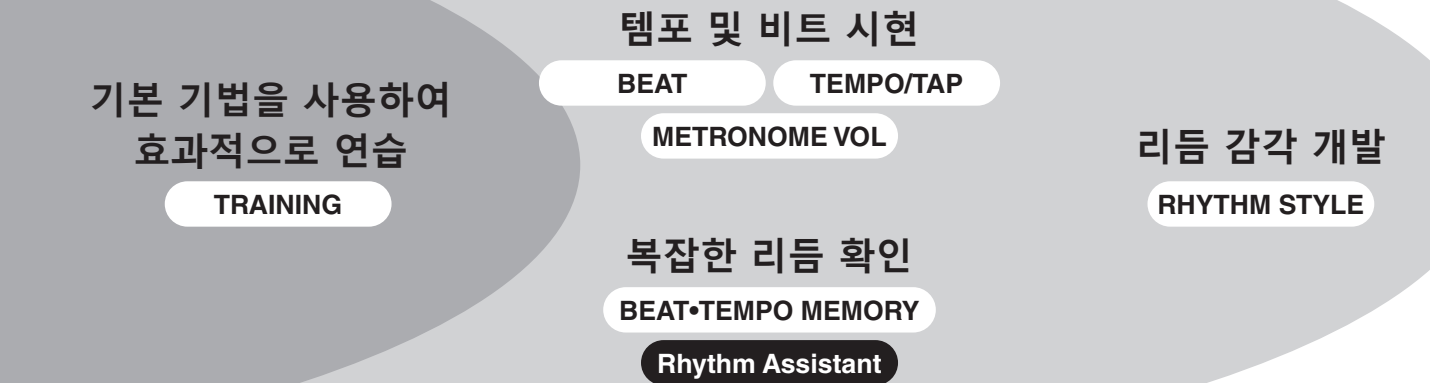 기본 기법을 사용하여
효과적으로 연습
TRAINING
템포 및 비트 시현
BEAT TEMPO/TAP
METRONOME VOL
복잡한 리듬 확인
BEAT•TEMPO MEMORY
Rhythm Assistant
리듬 감각 개발
RHYTHM STYLE